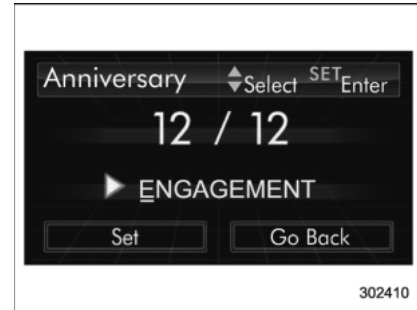 Anniversary Select SET Enter
12 / 12
ENGAGEMENT
Set Go Back
302410